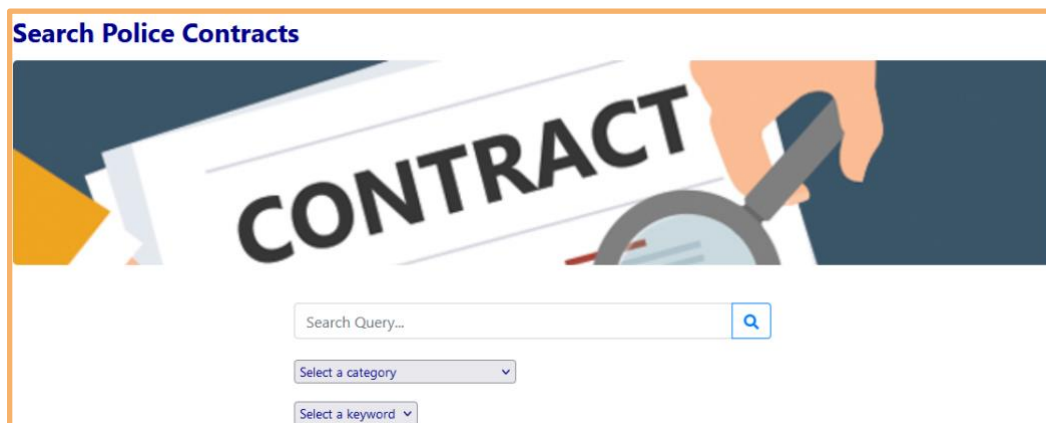 Search Police Contracts
CONTRACT
Search Query...
Select a category
Select a keyword